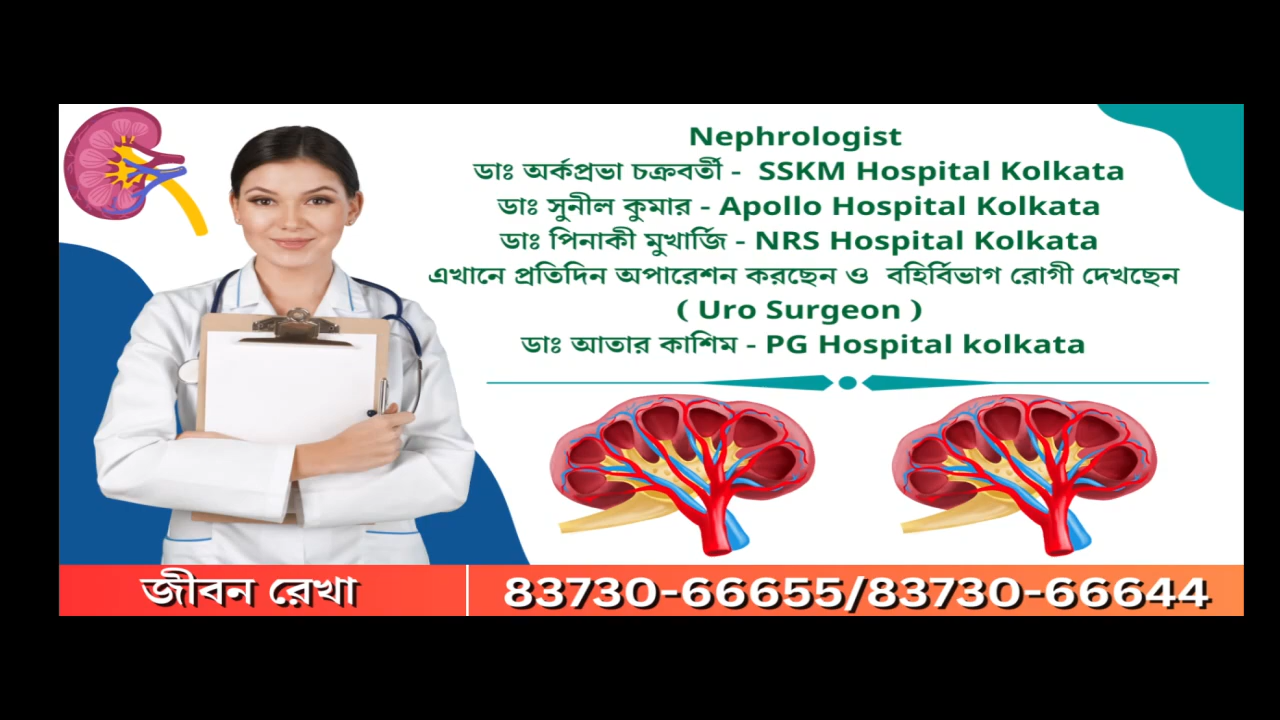 Nephrologist
ডাঃ অর্কপ্রভা চক্রবর্তী - SSKM Hospital Kolkata
ডাঃ সুনীল কুমার - Apollo Hospital Kolkata
ডাঃ পিনাকী মুখার্জি - NRS Hospital Kolkata
এখানে প্রতিদিন অপারেশন করছেন ও বহির্বিভাগ রোগী দেখছেন
( Uro Surgeon )
ডাঃ আতার কাশিম - PG Hospital kolkata
জীবন রেখা
83730-66655/83730-66644